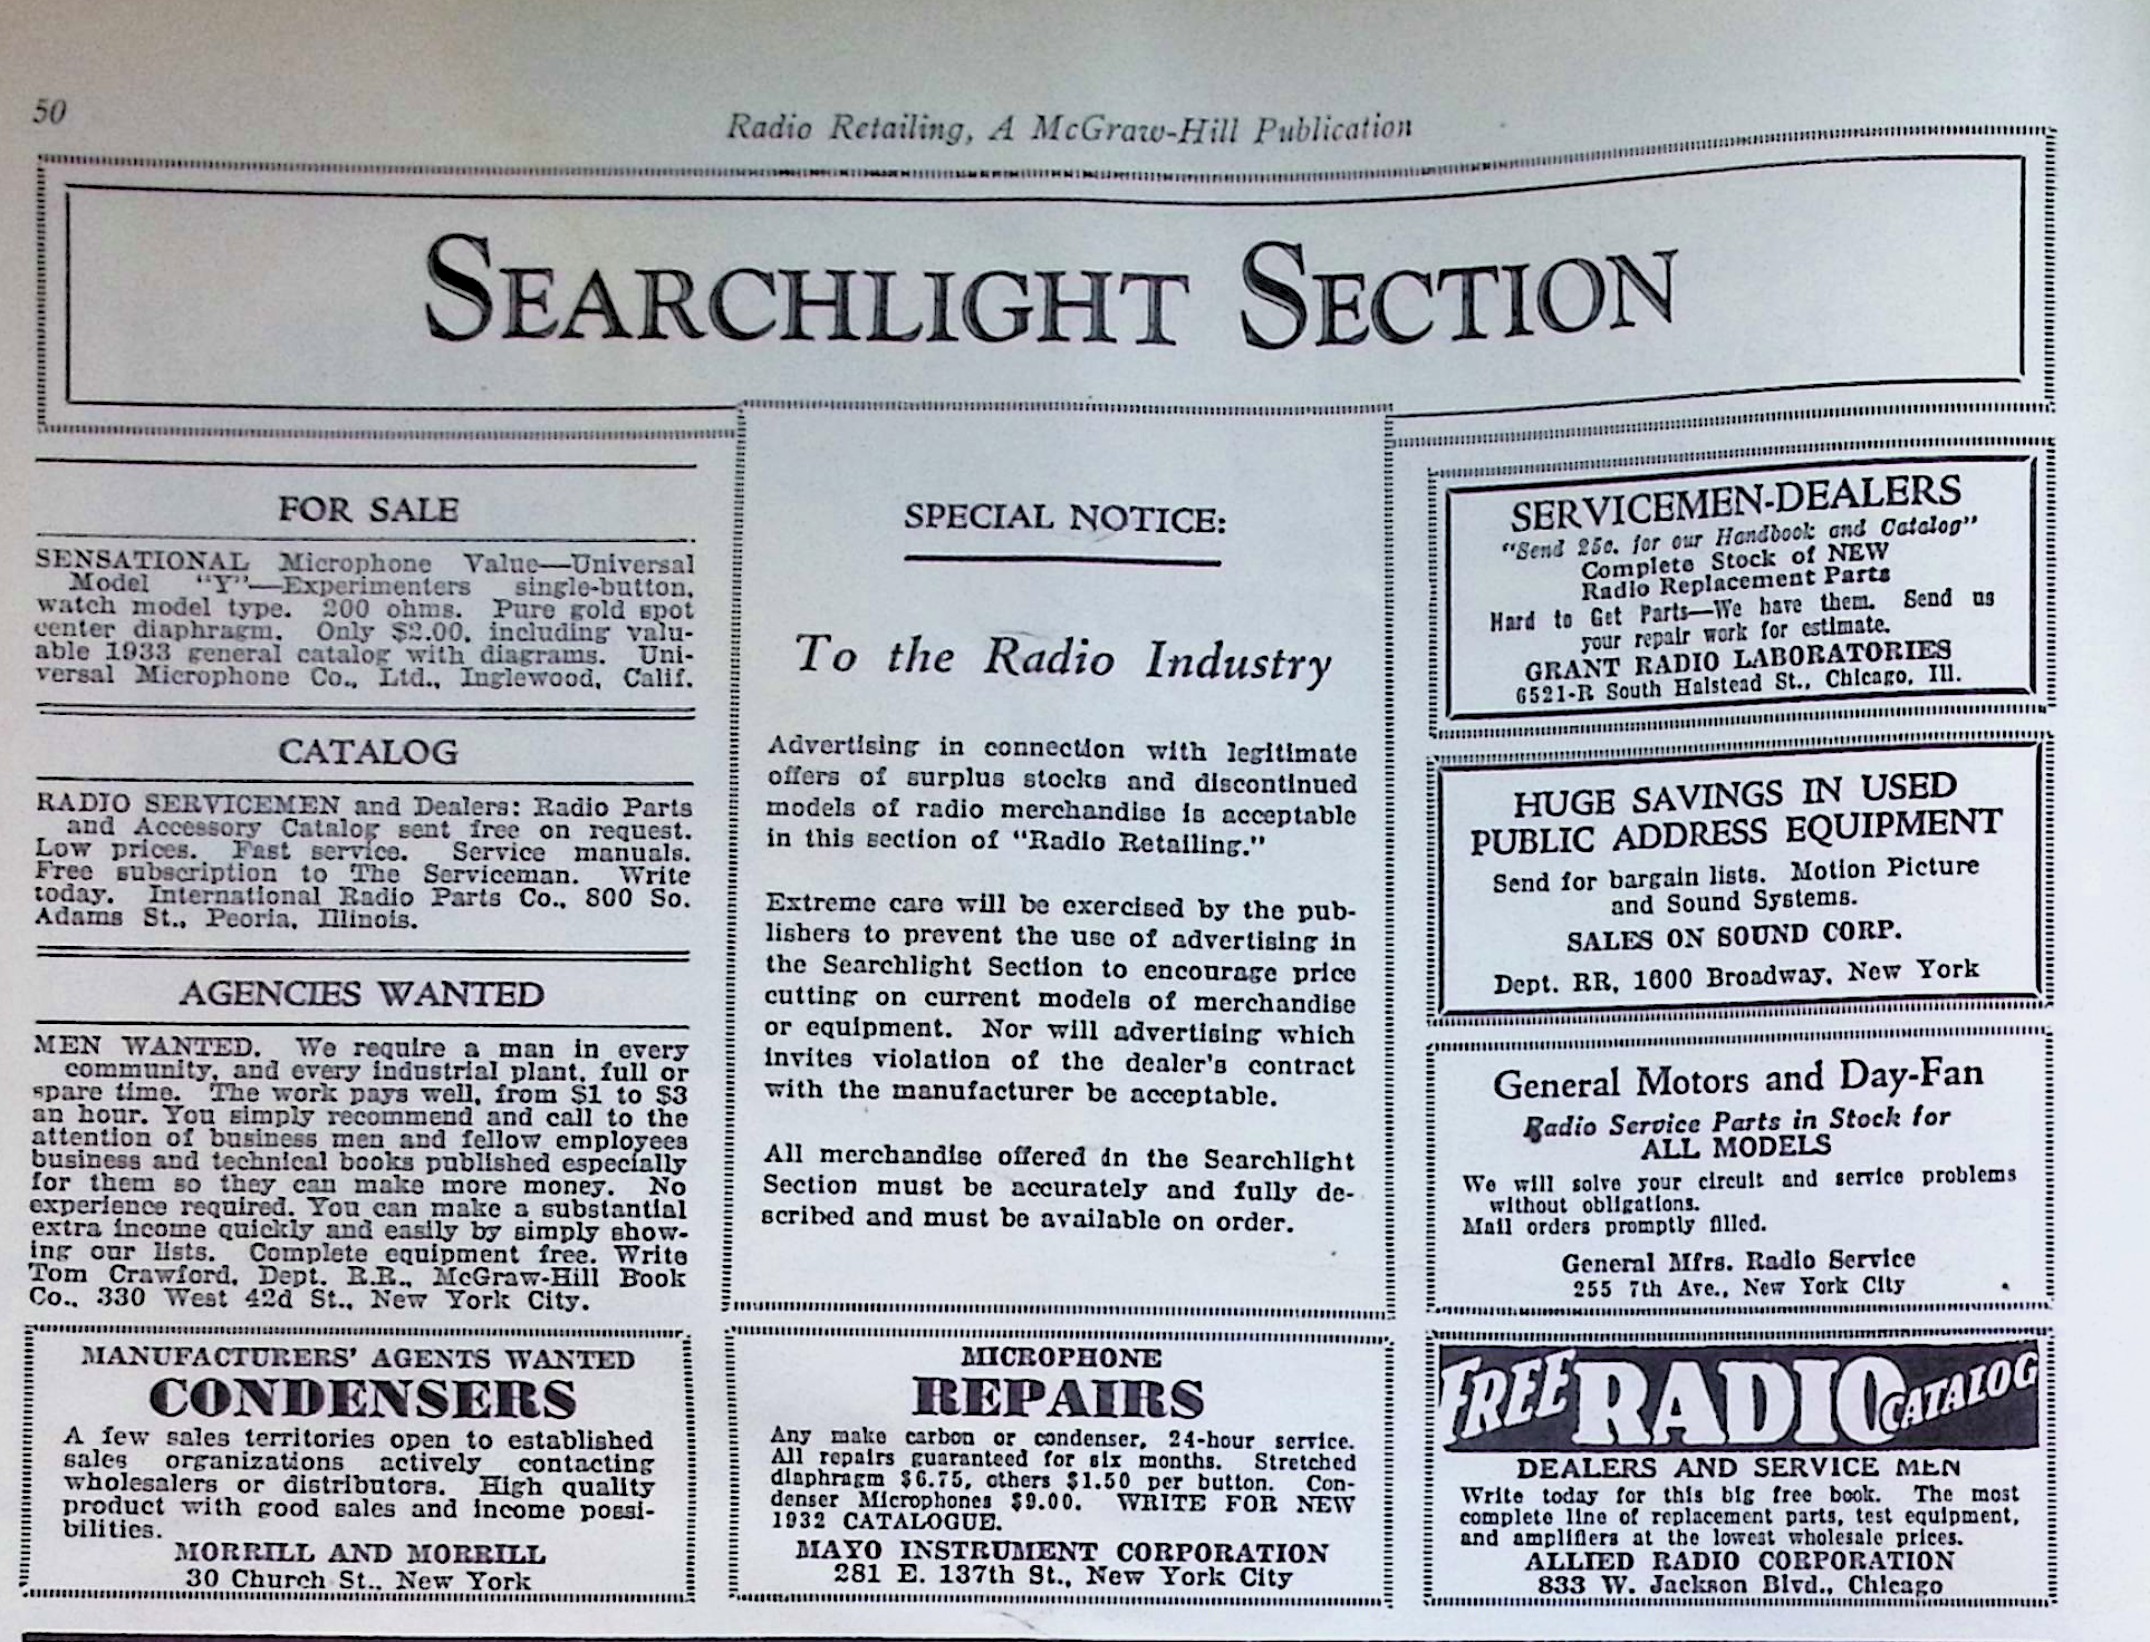 50
Radio Retailing, A McGraw-Hill Publication
SEARCHLIGHT SECTION
FOR SALE
SENSATIONAL Microphone Value—Universal
Model "Y"—Experimenters single-button,
watch model type. 200 ohms. Pure gold spot
center diaphragm. Only $2.00, including valu-
able 1933 general catalog with diagrams. Uni-
versal Microphone Co., Ltd., Inglewood, Calif.
CATALOG
RADIO SERVICEMEN and Dealers: Radio Parts
and Accessory Catalog sent free on request.
Low prices. Fast service. Service manuals.
Free subscription to The Serviceman. Write
today. International Radio Parts Co., 800 So.
Adams St., Peoria, Illinois.
AGENCIES WANTED
MEN WANTED. We require a man in every
community, and every industrial plant, full or
spare time. The work pays well, from $1 to $3
an hour. You simply recommend and call to the
attention of business men and fellow employees
business and technical books published especially
for them so they can make more money. No
experience required. You can make a substantial
extra income quickly and easily by simply show-
ing our lists. Complete equipment free. Write
Tom Crawford, Dept. R.R., McGraw-Hill Book
Co., 330 West 42d St., New York City.
MANUFACTURERS' AGENTS WANTED
CONDENSERS
A few sales territories open to established
sales organizations actively contacting
wholesalers or distributors. High quality
product with good sales and income possi-
bilities.
MORRILL AND MORRILL
30 Church St., New York
SPECIAL NOTICE:
To the Radio Industry
Advertising in connection with legitimate
offers of surplus stocks and discontinued
models of radio merchandise is acceptable
in this section of "Radio Retailing."
Extreme care will be exercised by the pub-
lishers to prevent the use of advertising in
the Searchlight Section to encourage price
cutting on current models of merchandise
or equipment. Nor will advertising which
invites violation of the dealer's contract
with the manufacturer be acceptable.
All merchandise offered in the Searchlight
Section must be accurately and fully de-
scribed and must be available on order.
MICROPHONE
REPAIRS
Any make carbon or condenser, 24-hour service.
All repairs guaranteed for six months. Stretched
diaphragm $6.75, others $1.50 per button. Con-
denser Microphones $9.00. WRITE FOR NEW
1932 CATALOGUE.
MAYO INSTRUMENT CORPORATION
281 E. 137th St., New York City
SERVICEMEN-DEALERS
"Send 25c. for our Handbook and Catalog"
Complete Stock of NEW
Radio Replacement Parts
Hard to Get Parts—We have them. Send us
your repair work for estimate.
GRANT RADIO LABORATORIES
6521-R South Halstead St., Chicago, Ill.
HUGE SAVINGS IN USED
PUBLIC ADDRESS EQUIPMENT
Send for bargain lists. Motion Picture
and Sound Systems.
SALES ON SOUND CORP.
Dept. RR, 1600 Broadway, New York
General Motors and Day-Fan
Radio Service Parts in Stock for
ALL MODELS
We will solve your circuit and service problems
without obligations.
Mail orders promptly filled.
General Mfrs. Radio Service
255 7th Ave., New York City
FREE RADIO CATALOG
DEALERS AND SERVICE MEN
Write today for this big free book. The most
complete line of replacement parts, test equipment,
and amplifiers at the lowest wholesale prices.
ALLIED RADIO CORPORATION
833 W. Jackson Blvd., Chicago